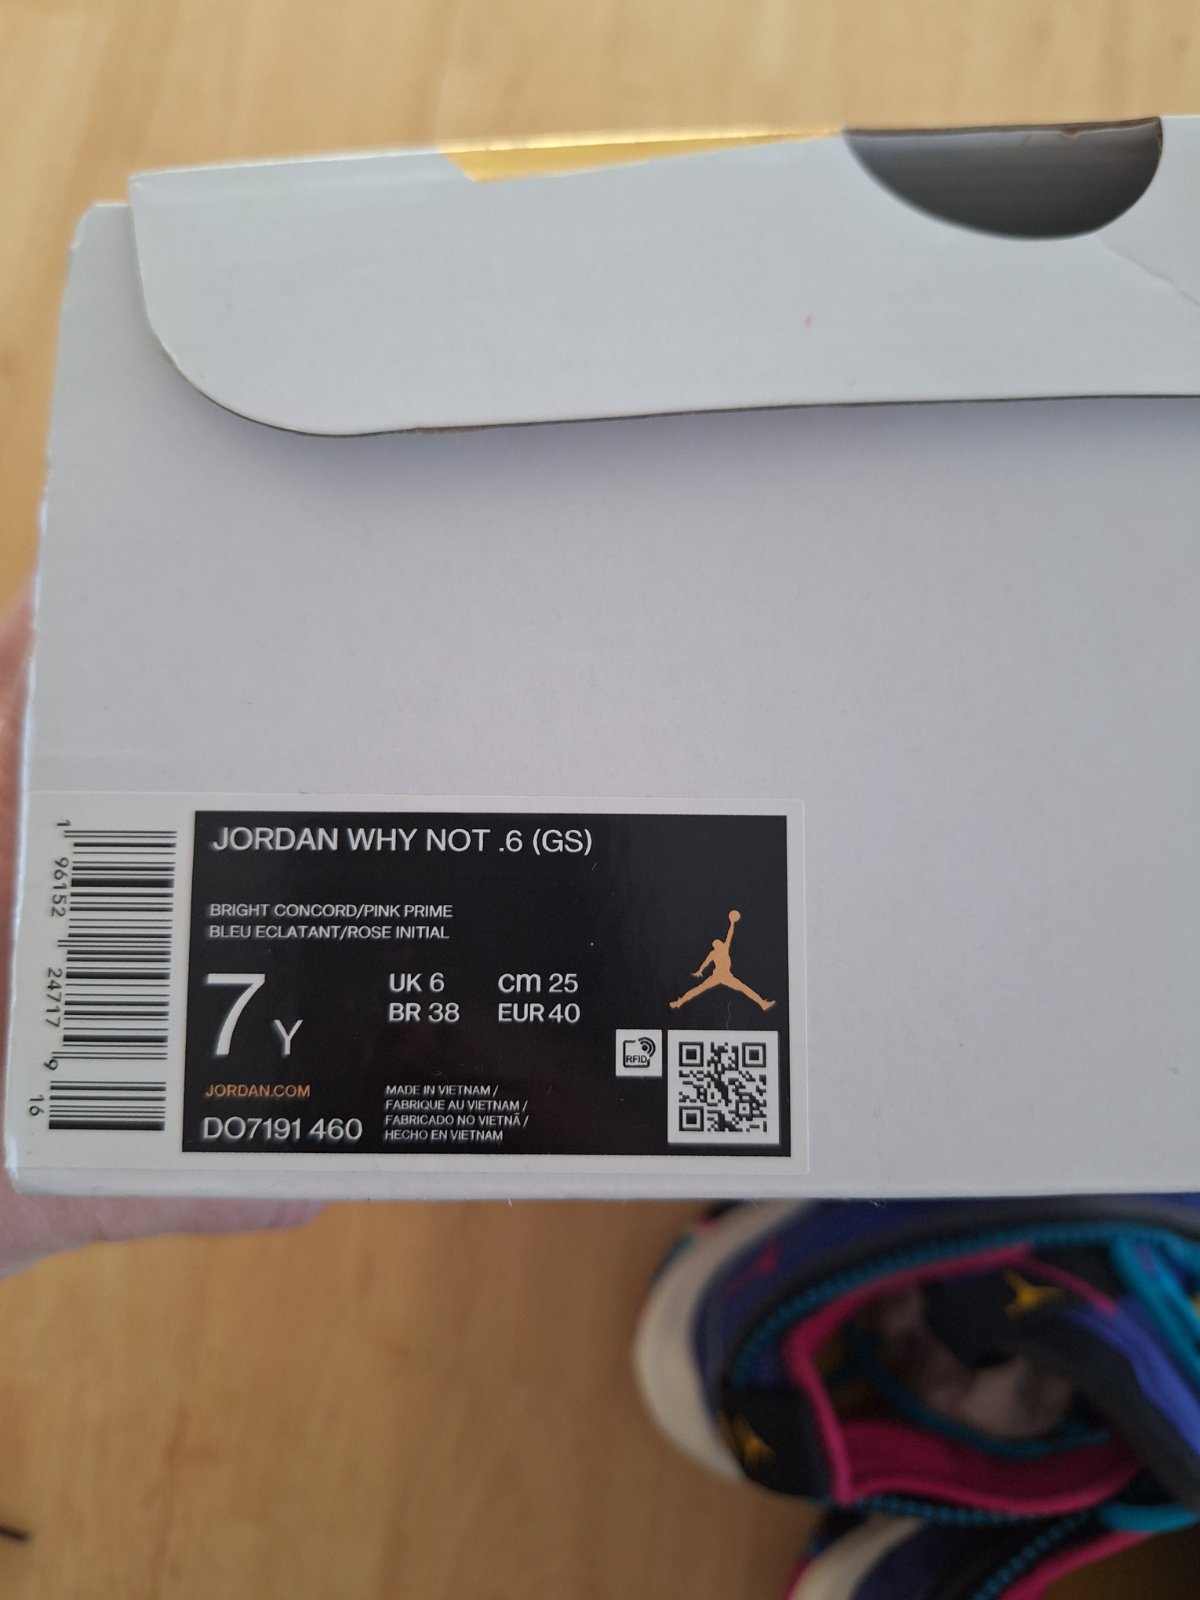 JORDAN WHY NOT .6 (GS)
BRIGHT CONCORD/PINK PRIME
BLEU ECLATANT/ROSE INITIAL
7 Y
UK 6 CM 25
BR 38 EUR 40
RFID
JORDAN.COM
DO7191 460
MADE IN VIETNAM /
FABRIQUE AU VIETNAM /
FABRICADO NO VIETNÃ /
HECHO EN VIETNAM
1 96152 24717 9 16